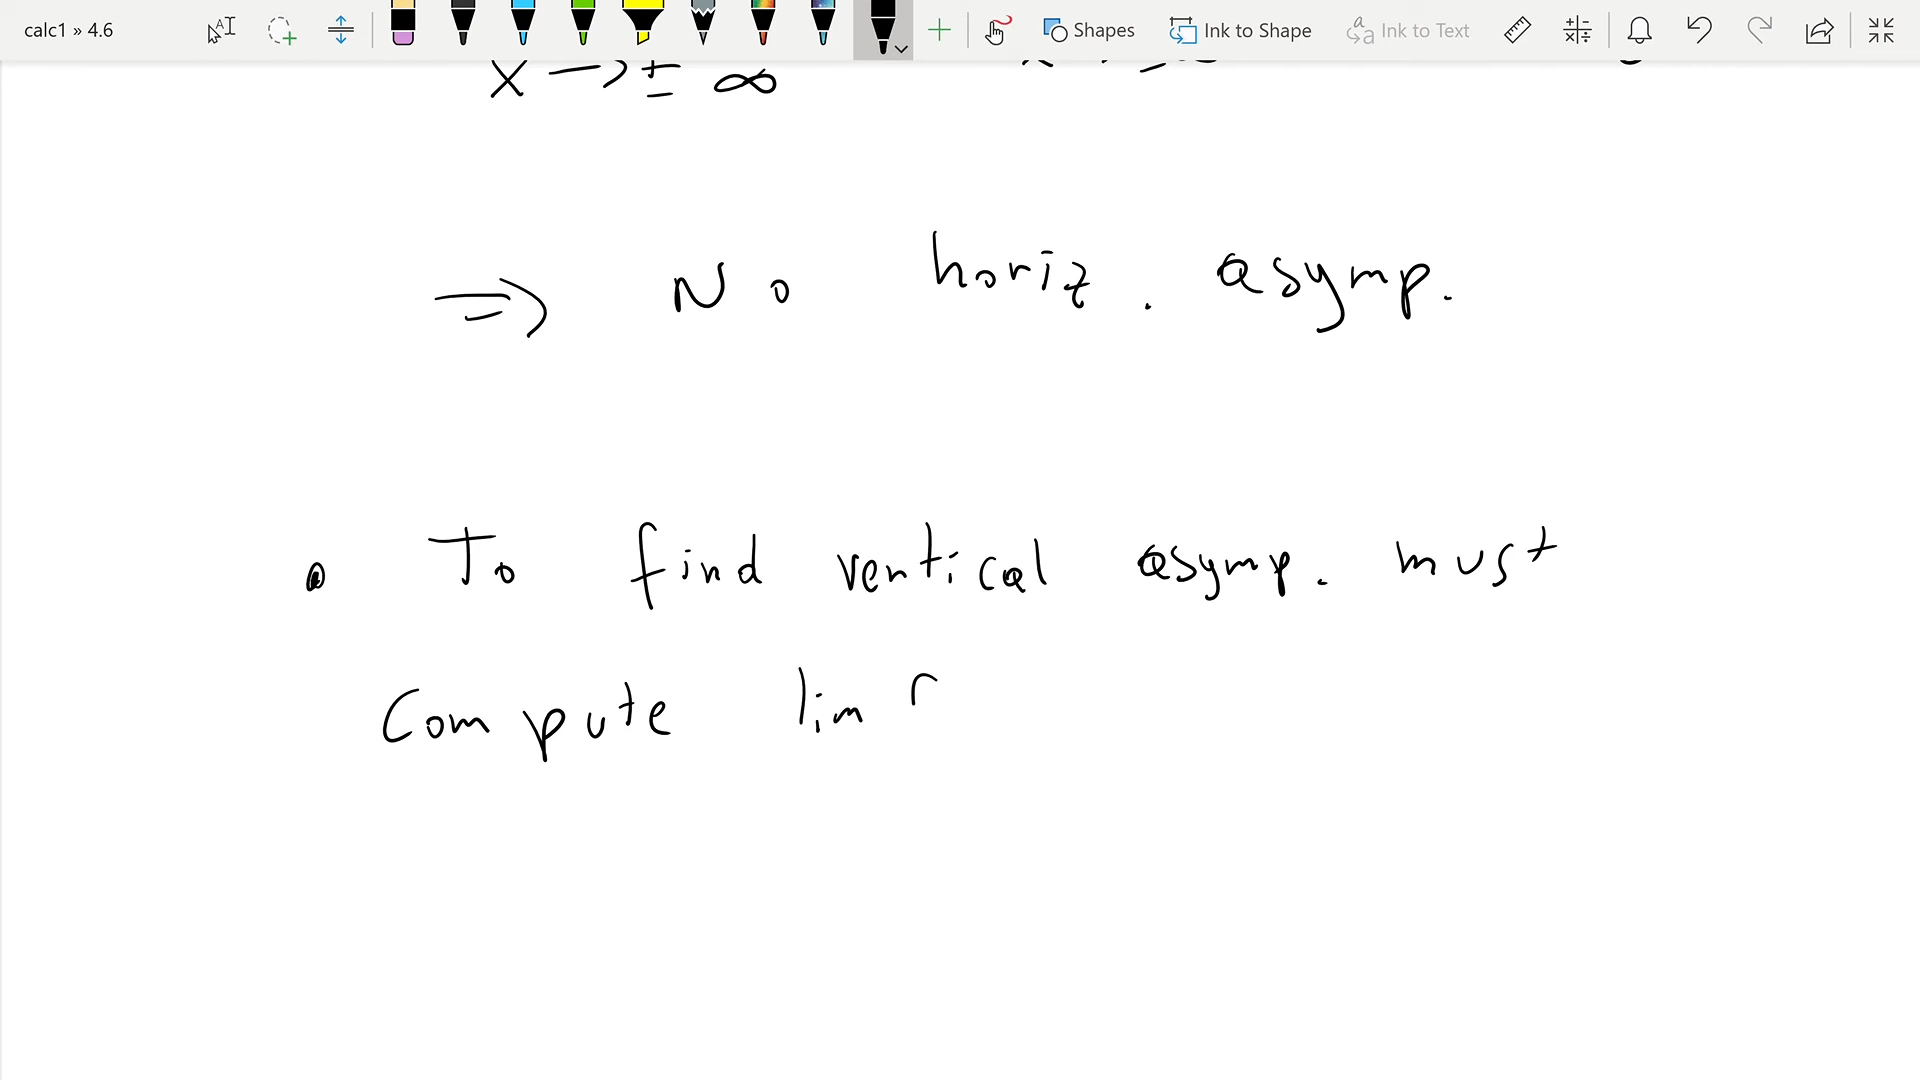 calc1 » 4.6 Shapes Ink to Shape Ink to Text
x → ± ∞
⇒ No horiz. asymp.
• To find vertical asymp. must
Compute lim